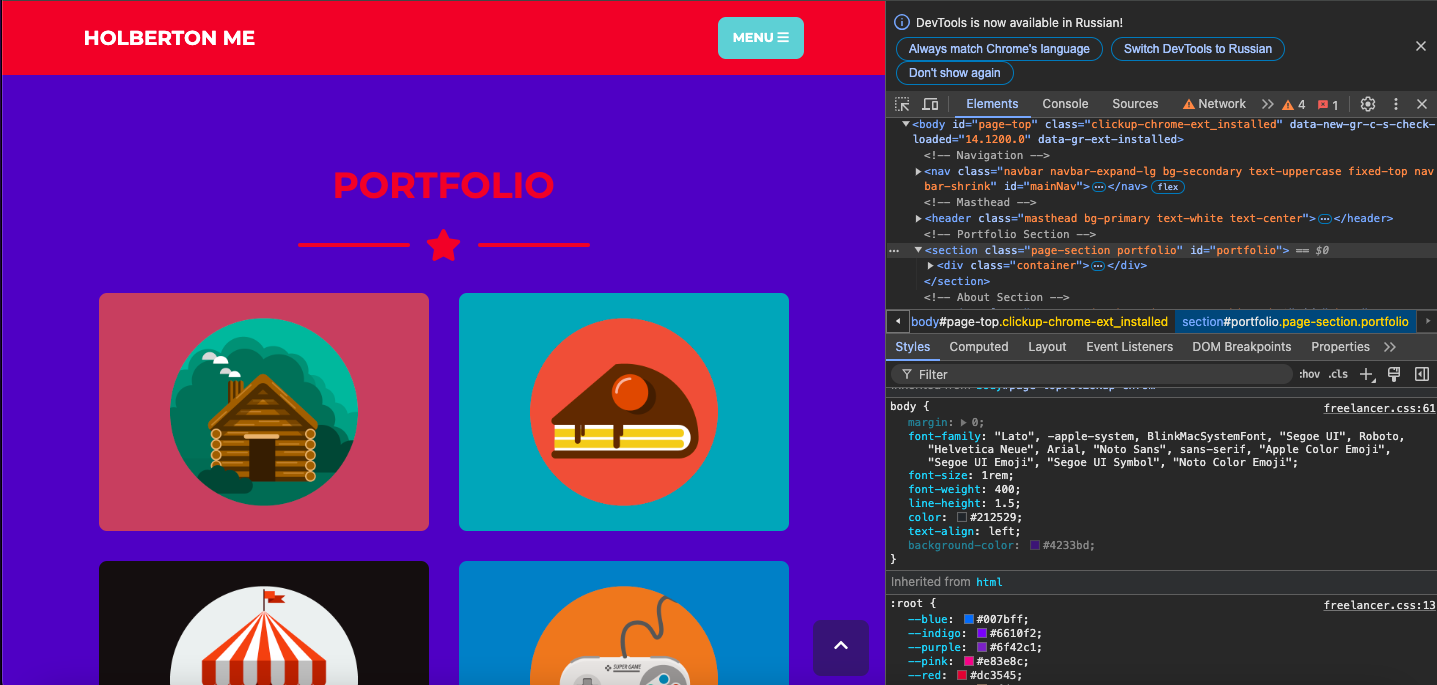 HOLBERTON ME
MENU
PORTFOLIO
SUPER GAME
DevTools is now available in Russian!
Always match Chrome's language
Switch DevTools to Russian
Don't show again
Elements
Console
Sources
Network
4
1
<body id="page-top" class="clickup-chrome-ext_installed" data-new-gr-c-s-check-
loaded="14.1200.0" data-gr-ext-installed>
<!-- Navigation -->
<nav class="navbar navbar-expand-lg bg-secondary text-uppercase fixed-top nav
bar-shrink" id="mainNav">…</nav> flex
<!-- Masthead -->
<header class="masthead bg-primary text-white text-center">…</header>
<!-- Portfolio Section -->
… <section class="page-section portfolio" id="portfolio"> == $0
<div class="container">…</div>
</section>
<!-- About Section -->
body#page-top.clickup-chrome-ext_installed
section#portfolio.page-section.portfolio
Styles
Computed
Layout
Event Listeners
DOM Breakpoints
Properties
Filter
:hov .cls
body {
freelancer.css:61
margin: 0;
font-family: "Lato", -apple-system, BlinkMacSystemFont, "Segoe UI", Roboto,
"Helvetica Neue", Arial, "Noto Sans", sans-serif, "Apple Color Emoji",
"Segoe UI Emoji", "Segoe UI Symbol", "Noto Color Emoji";
font-size: 1rem;
font-weight: 400;
line-height: 1.5;
color: #212529;
text-align: left;
background-color: #4233bd;
}
Inherited from html
:root {
freelancer.css:13
--blue: #007bff;
--indigo: #6610f2;
--purple: #6f42c1;
--pink: #e83e8c;
--red: #dc3545;